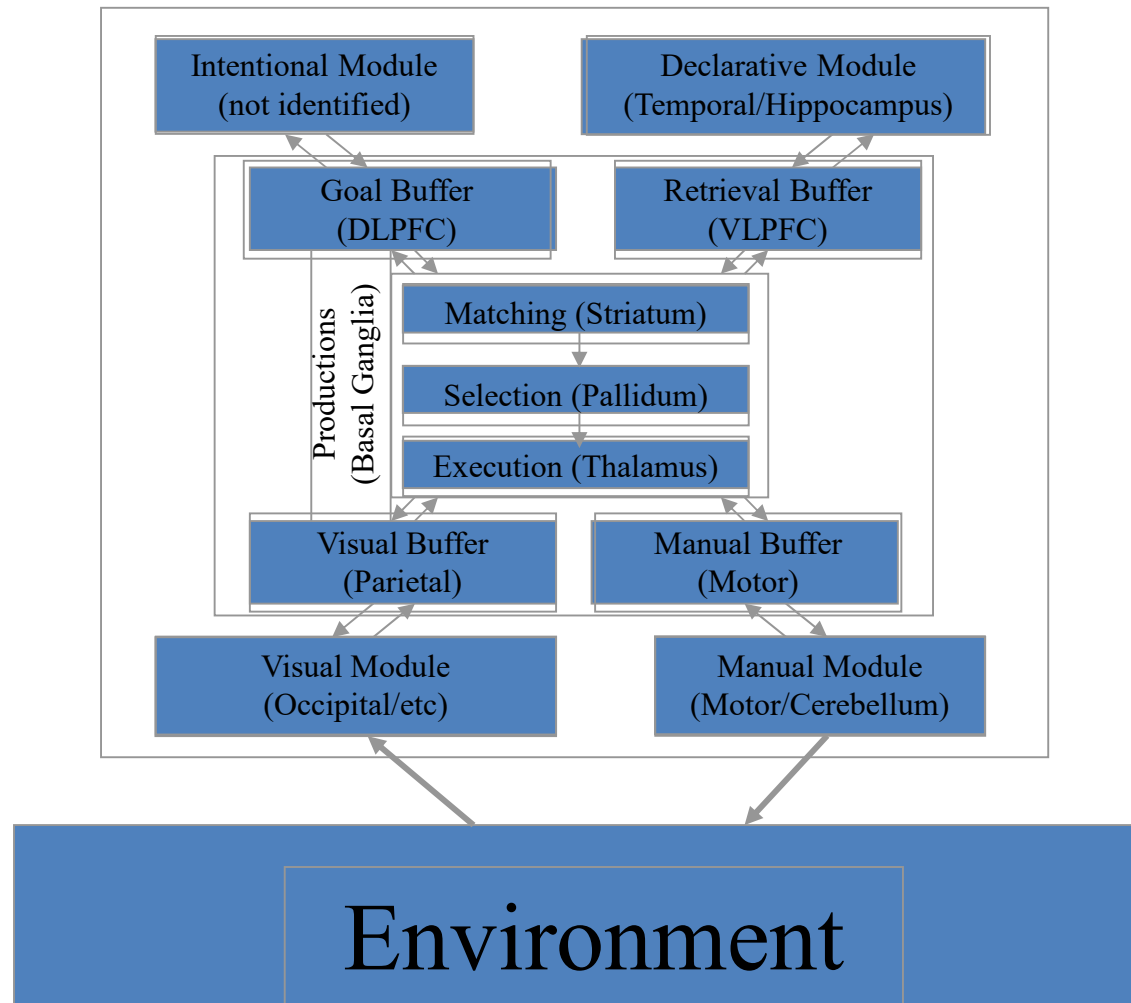 Intentional Module
(not identified)
Declarative Module
(Temporal/Hippocampus)
Goal Buffer
(DLPFC)
Retrieval Buffer
(VLPFC)
Productions
(Basal Ganglia)
Matching (Striatum)
Selection (Pallidum)
Execution (Thalamus)
Visual Buffer
(Parietal)
Manual Buffer
(Motor)
Visual Module
(Occipital/etc)
Manual Module
(Motor/Cerebellum)
Environment